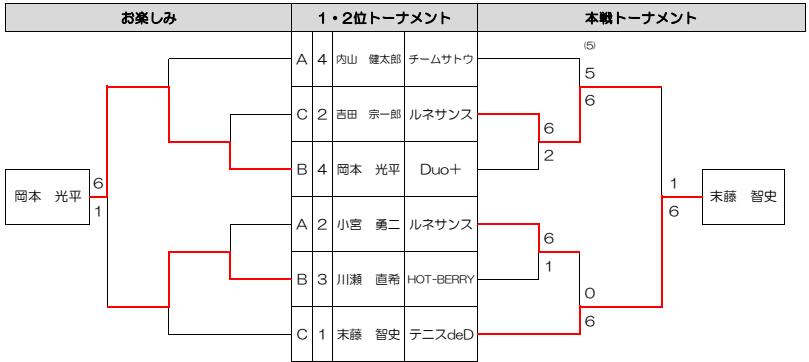 お楽しみ 1・2位トーナメント 本戦トーナメント
(5)
A 4 内山 健太郎 チームサトウ
5
6
C 2 吉田 宗一郎 ルネサンス
6
2
B 4 岡本 光平 Duo+
岡本 光平 6 1 末藤 智史
1 6
A 2 小宮 勇二 ルネサンス
6
1
B 3 川瀬 直希 HOT-BERRY
0
6
C 1 末藤 智史 テニスdeD